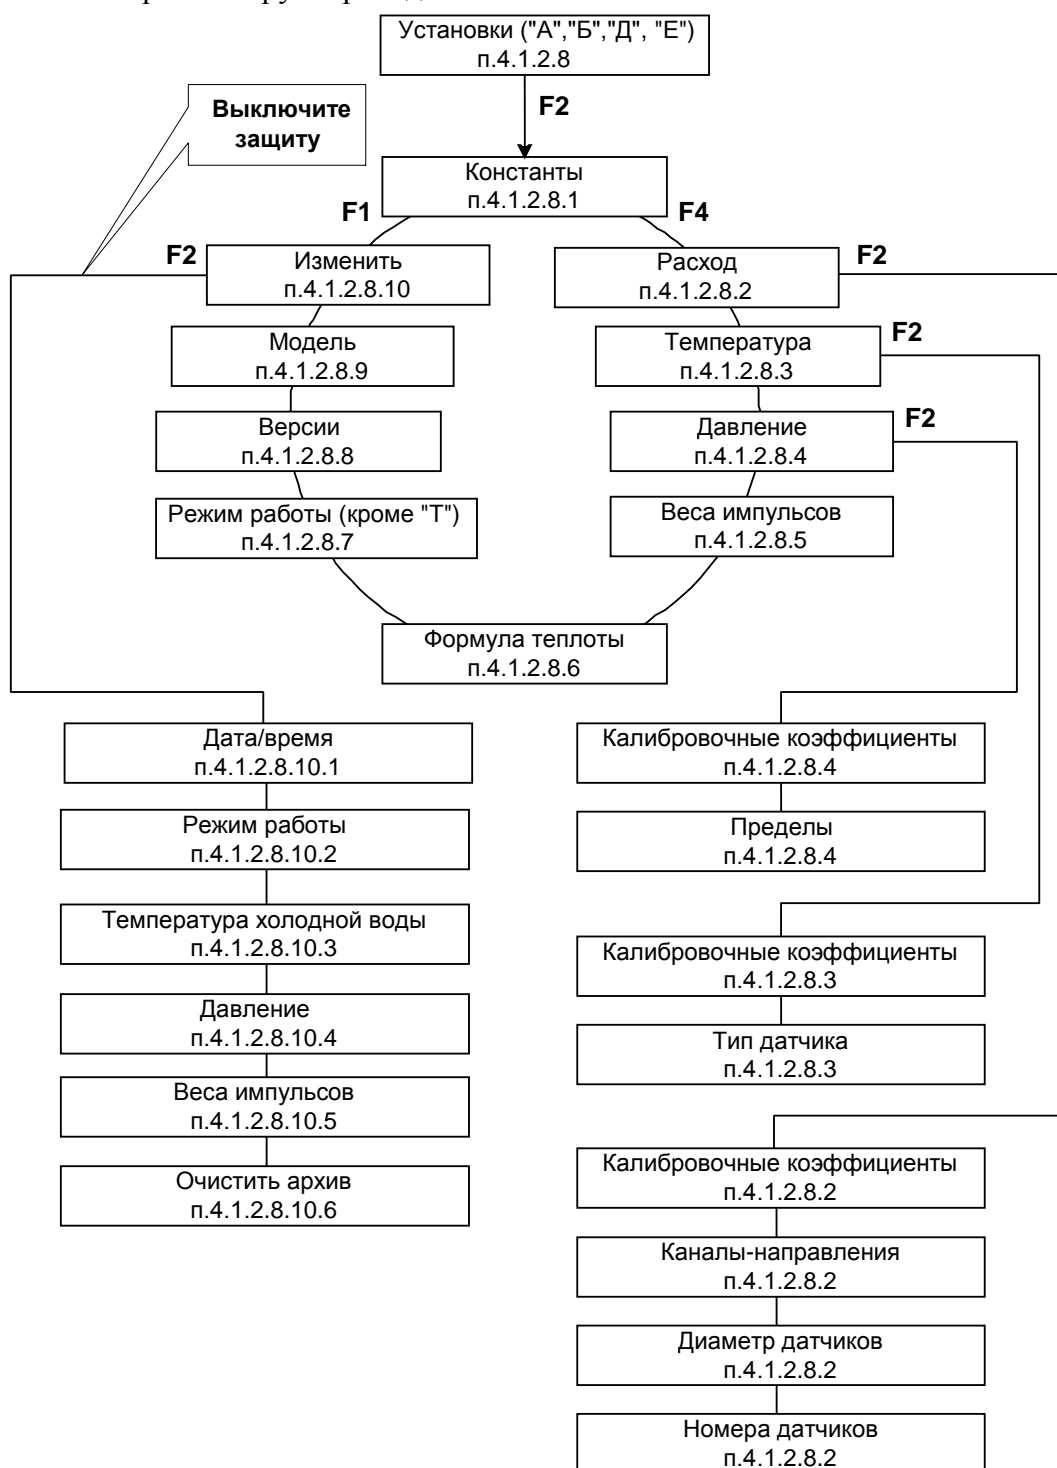 Установки ("А","Б","Д", "Е")
п.4.1.2.8
F2
Выключите
защиту
Константы
п.4.1.2.8.1
F1
F4
F2
Изменить
п.4.1.2.8.10
Расход
п.4.1.2.8.2
F2
Модель
п.4.1.2.8.9
Температура
п.4.1.2.8.3
F2
Версии
п.4.1.2.8.8
Давление
п.4.1.2.8.4
F2
Режим работы (кроме "Т")
п.4.1.2.8.7
Веса импульсов
п.4.1.2.8.5
Формула теплоты
п.4.1.2.8.6
Дата/время
п.4.1.2.8.10.1
Режим работы
п.4.1.2.8.10.2
Температура холодной воды
п.4.1.2.8.10.3
Давление
п.4.1.2.8.10.4
Веса импульсов
п.4.1.2.8.10.5
Очистить архив
п.4.1.2.8.10.6
Калибровочные коэффициенты
п.4.1.2.8.4
Пределы
п.4.1.2.8.4
Калибровочные коэффициенты
п.4.1.2.8.3
Тип датчика
п.4.1.2.8.3
Калибровочные коэффициенты
п.4.1.2.8.2
Каналы-направления
п.4.1.2.8.2
Диаметр датчиков
п.4.1.2.8.2
Номера датчиков
п.4.1.2.8.2